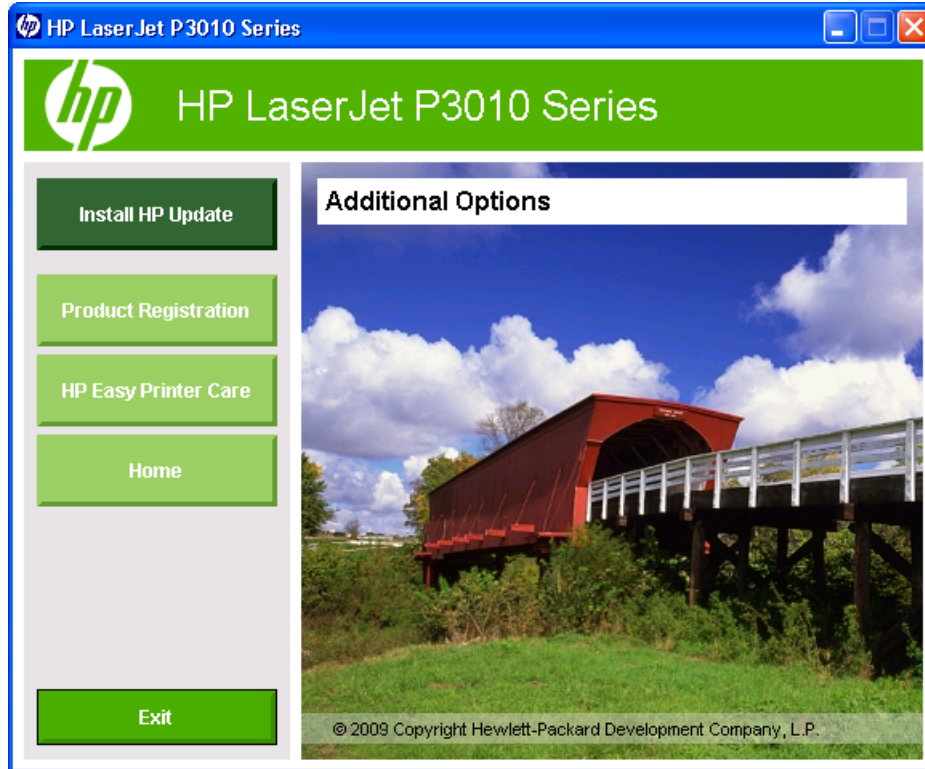 HP LaserJet P3010 Series
hp HP LaserJet P3010 Series
Install HP Update
Additional Options
Product Registration
HP Easy Printer Care
Home
Exit
© 2009 Copyright Hewlett-Packard Development Company, L.P.